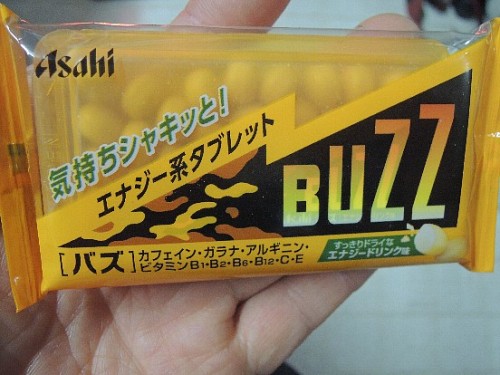 Asahi
気持ちシャキッと!
エナジー系タブレット
BUZZ
[バズ]
カフェイン・ガラナ・アルギニン・
ビタミンB1・B2・B6・B12・C・E
すっきりドライな
エナジードリンク味